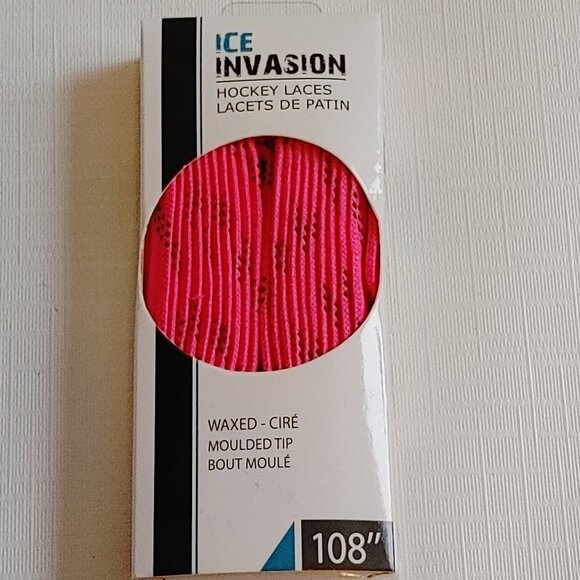 ICE
INVASION
HOCKEY LACES
LACETS DE PATIN
WAXED - CIRÉ
MOULDED TIP
BOUT MOULÉ
108"